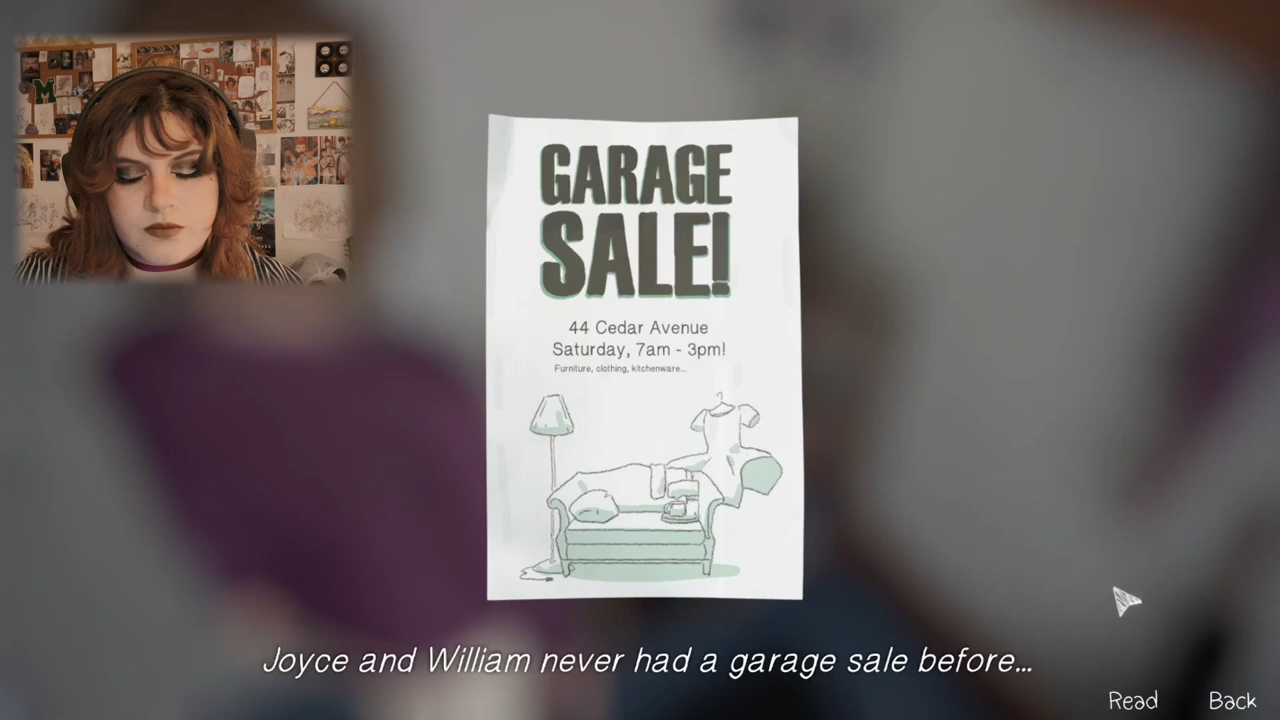 GARAGE
SALE!
44 Cedar Avenue
Saturday, 7am - 3pm!
Furniture, clothing, kitchenware...
M
Joyce and William never had a garage sale before...
Read
Back